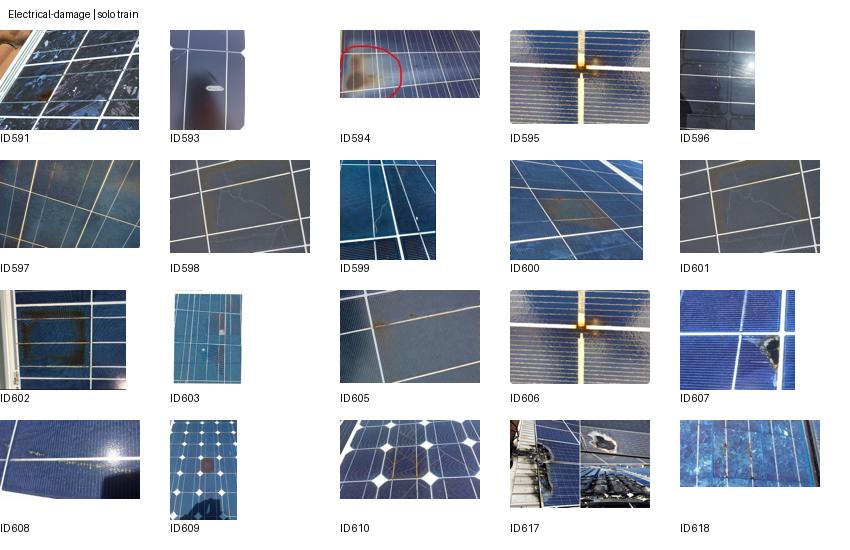 Electrical-damage | solo train
ID591
ID593
ID594
ID595
ID596
ID597
ID598
ID599
ID600
ID601
ID602
ID603
ID605
ID606
ID607
ID608
ID609
ID610
ID617
ID618